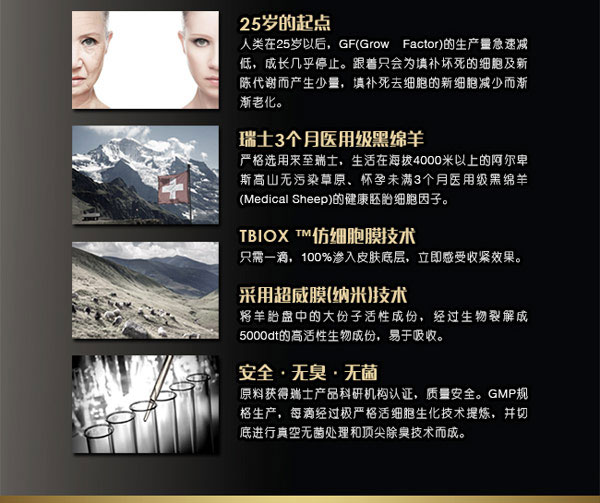 25岁的起点
人类在25岁以后，GF(Grow Factor)的生产量急速减
低，成长几乎停止。跟着只会为填补坏死的细胞及新
陈代谢而产生少量，填补死去细胞的新细胞减少而渐
渐老化。
瑞士3个月医用级黑绵羊
严格选用来至瑞士，生活在海拔4000米以上的阿尔卑
斯高山无污染草原、怀孕未满3个月医用级黑绵羊
(Medical Sheep)的健康胚胎细胞因子。
TBIOX ™仿细胞膜技术
只需一滴，100%渗入皮肤底层，立即感受收紧效果。
采用超威膜(纳米)技术
将羊胎盘中的大份子活性成份，经过生物裂解成
5000dt的高活性生物成份，易于吸收。
安全·无臭·无菌
原料获得瑞士产品科研机构认证，质量安全。GMP规
格生产，每滴经过极严格活细胞生化技术提炼，并切
底进行真空无菌处理和顶尖除臭技术而成。